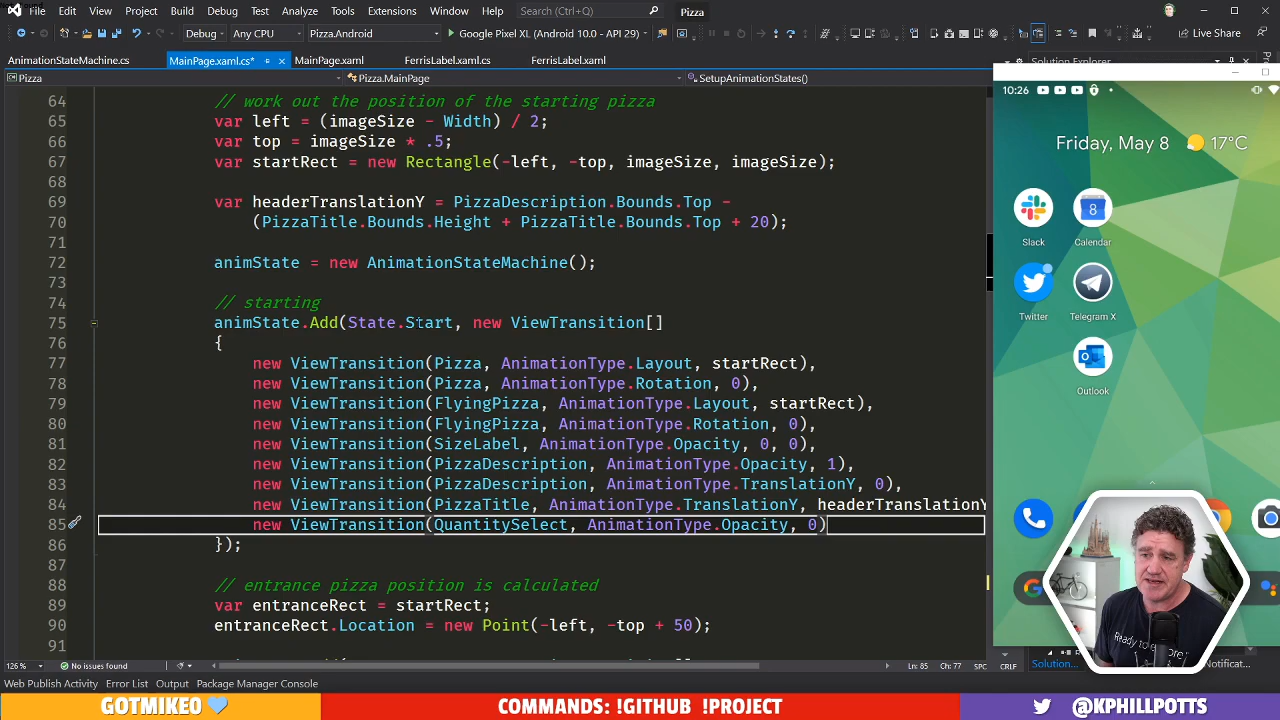 File Edit View Project Build Debug Test Analyze Tools Extensions Window Help Search (Ctrl+Q) Pizza
Debug Any CPU Pizza.Android Google Pixel XL (Android 10.0 - API 29) Live Share
AnimationStateMachine.cs MainPage.xaml.cs* MainPage.xaml FerrisLabel.xaml.cs FerrisLabel.xaml Solution Explorer
Pizza Pizza.MainPage SetupAnimationStates()
64 // work out the position of the starting pizza
65 var left = (imageSize - Width) / 2;
66 var top = imageSize * .5;
67 var startRect = new Rectangle(-left, -top, imageSize, imageSize);
68
69 var headerTranslationY = PizzaDescription.Bounds.Top -
70 (PizzaTitle.Bounds.Height + PizzaTitle.Bounds.Top + 20);
71
72 animState = new AnimationStateMachine();
73
74 // starting
75 animState.Add(State.Start, new ViewTransition[]
76 {
77 new ViewTransition(Pizza, AnimationType.Layout, startRect),
78 new ViewTransition(Pizza, AnimationType.Rotation, 0),
79 new ViewTransition(FlyingPizza, AnimationType.Layout, startRect),
80 new ViewTransition(FlyingPizza, AnimationType.Rotation, 0),
81 new ViewTransition(SizeLabel, AnimationType.Opacity, 0, 0),
82 new ViewTransition(PizzaDescription, AnimationType.Opacity, 1),
83 new ViewTransition(PizzaDescription, AnimationType.TranslationY, 0),
84 new ViewTransition(PizzaTitle, AnimationType.TranslationY, headerTranslationY
85 new ViewTransition(QuantitySelect, AnimationType.Opacity, 0)
86 });
87
88 // entrance pizza position is calculated
89 var entranceRect = startRect;
90 entranceRect.Location = new Point(-left, -top + 50);
91
126 % No issues found Ln: 85 Ch: 77 SPC CRLF
Web Publish Activity Error List Output Package Manager Console
Solution... Notificat...
10:26
Friday, May 8 17°C
8
Slack Calendar
Twitter Telegram X
Outlook
Ready to explore
GOTMIKEO COMMANDS: !GITHUB !PROJECT @KPHILLPOTTS